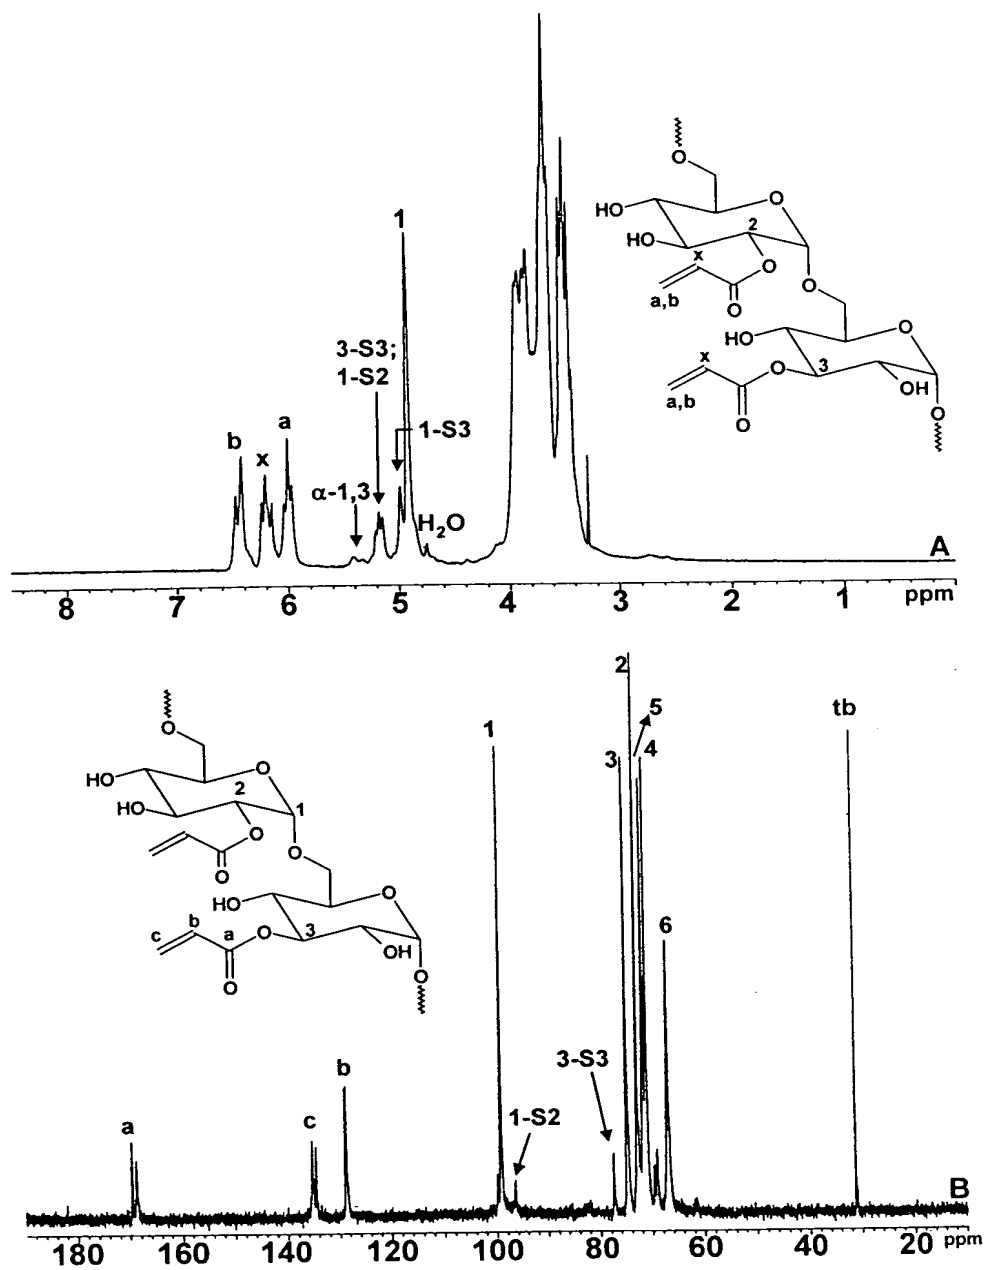 O
O
HO
2
HO
x
O
a,b
O
O
O
HO
x
O
3
a,b
O
OH
O
1
3-S3;
1-S2
b
x
a
1-S3
α-1,3
H2O
A
8 7 6 5 4 3 2 1 ppm
O
O
HO
2
HO
1
O
O
O
O
HO
b
c
a
O
3
OH
O
O
2
5
tb
1
3
4
6
3-S3
b
1-S2
a
c
B
180 160 140 120 100 80 60 40 20 ppm